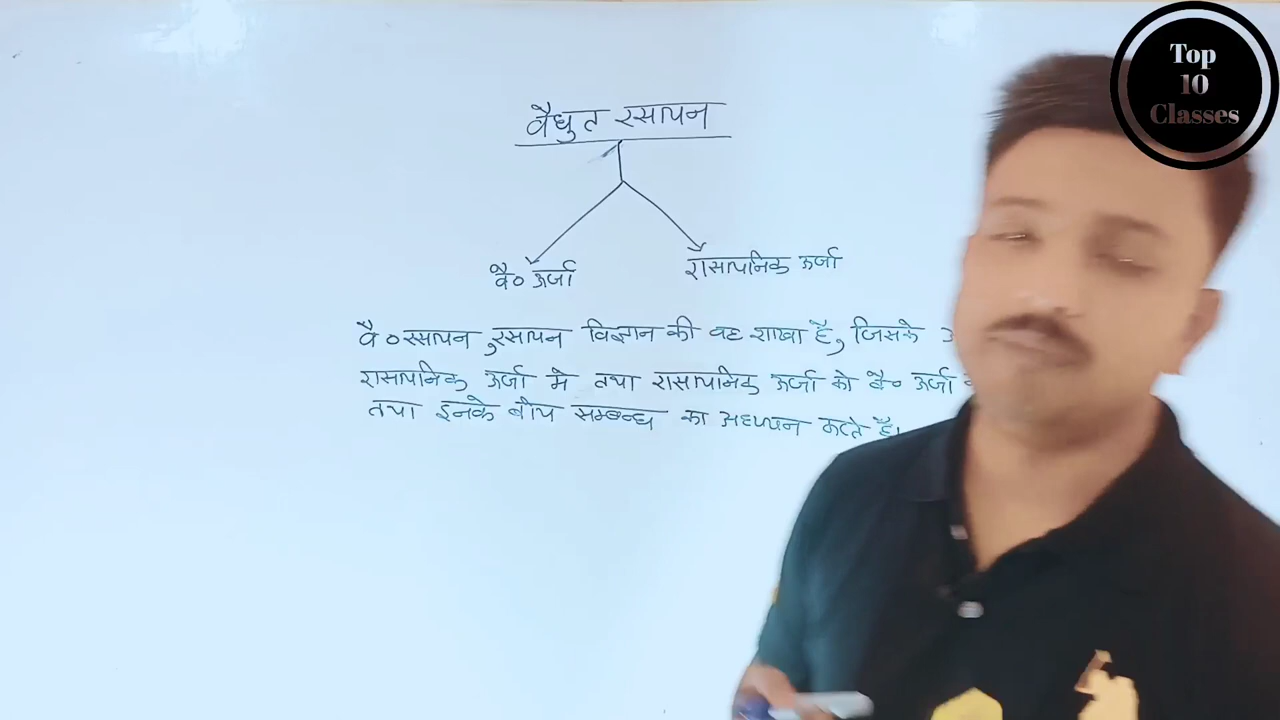 वैधुत रसायन
वै० ऊर्जा
रासायनिक ऊर्जा
वै० रसायन, रसायन विज्ञान की वह शाखा है, जिसके
रासायनिक ऊर्जा मे तथा रासायनिक ऊर्जा को वै० ऊर्जा
तथा इनके बीच सम्बन्ध का अध्ययन करते है।
Top
10
Classes